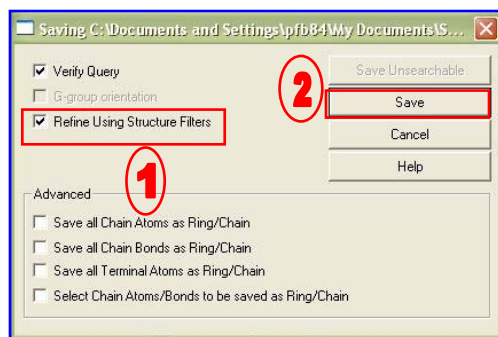 Saving C:\Documents and Settings\pfb84\My Documents\S...
Verify Query
G-group orientation
Refine Using Structure Filters
1
2
Save Unsearchable
Save
Cancel
Help
Advanced
Save all Chain Atoms as Ring/Chain
Save all Chain Bonds as Ring/Chain
Save all Terminal Atoms as Ring/Chain
Select Chain Atoms/Bonds to be saved as Ring/Chain